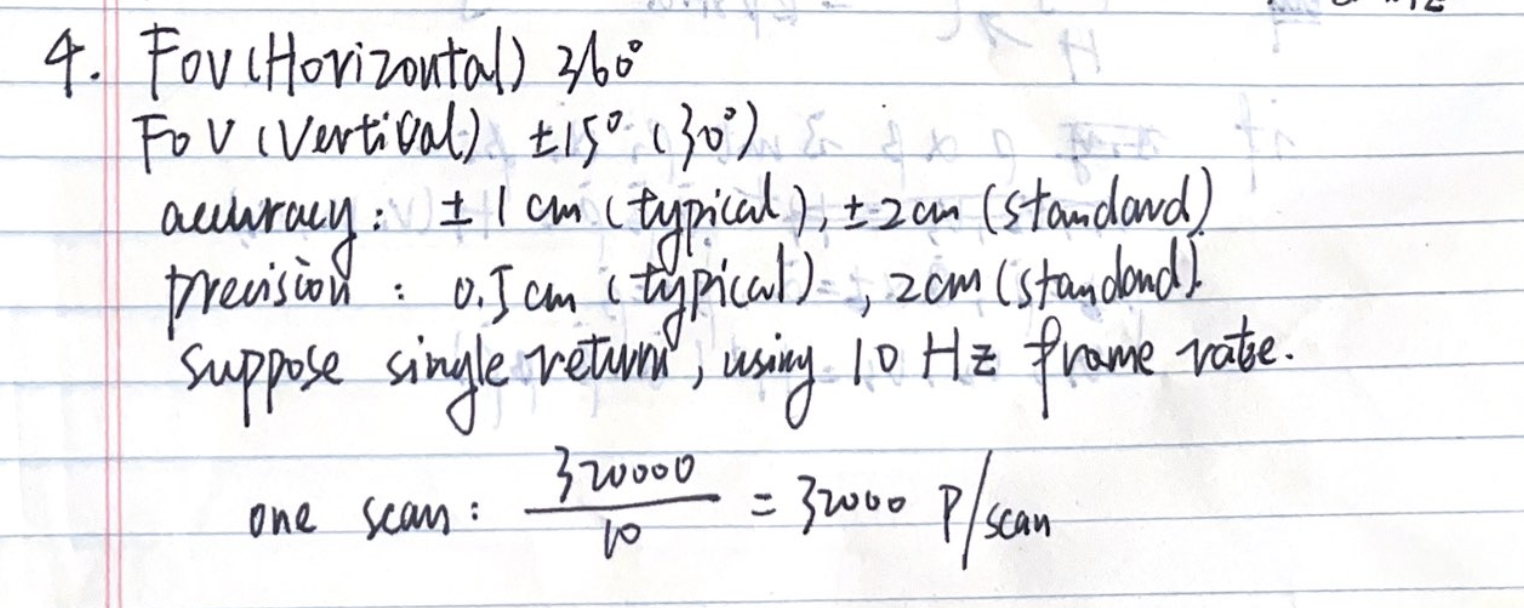 4. FOV (Horizontal) 360°
FoV (Vertical) ±15° (30°)
accuracy: ±1 cm (typical), ±2cm (standard)
precision: 0.5 cm (typical), 2cm (standard).
suppose single return, using 10 Hz frame rate.
one scan: 320000/10 = 32000 P/scan